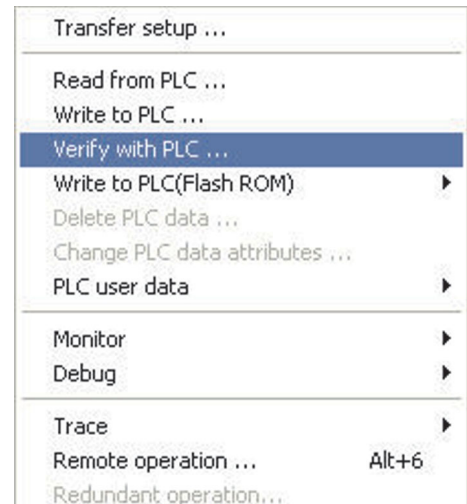 Transfer setup ...
Read from PLC ...
Write to PLC ...
Verify with PLC ...
Write to PLC(Flash ROM)
Delete PLC data ...
Change PLC data attributes ...
PLC user data
Monitor
Debug
Trace
Remote operation ... Alt+6
Redundant operation...